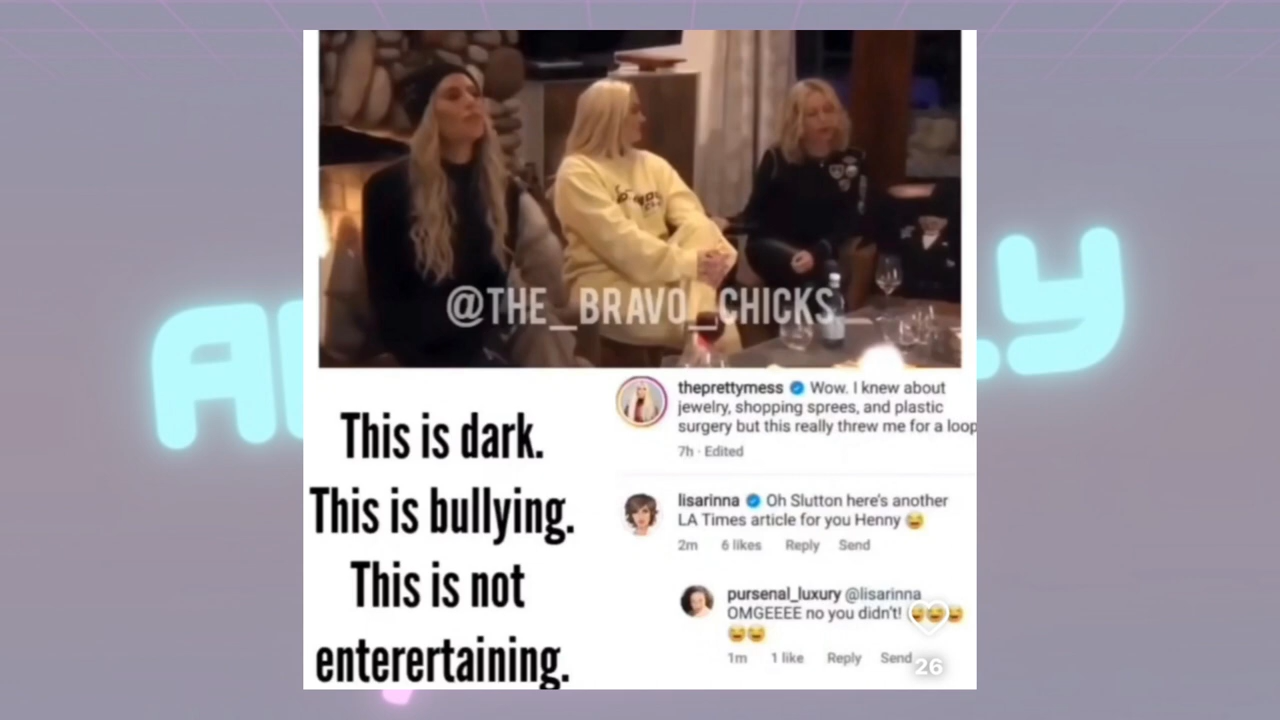 @THE_BRAVO_CHICKS
This is dark.
This is bullying.
This is not
enterertaining.
theprettymess Wow. I knew about
jewelry, shopping sprees, and plastic
surgery but this really threw me for a loop
7h · Edited
lisarinna Oh Slutton here's another
LA Times article for you Henny 😂
2m 6 likes Reply Send
pursenal_luxury @lisarinna
OMGEEEE no you didn't! 😂😂😂
😂😂
1m 1 like Reply Send
26